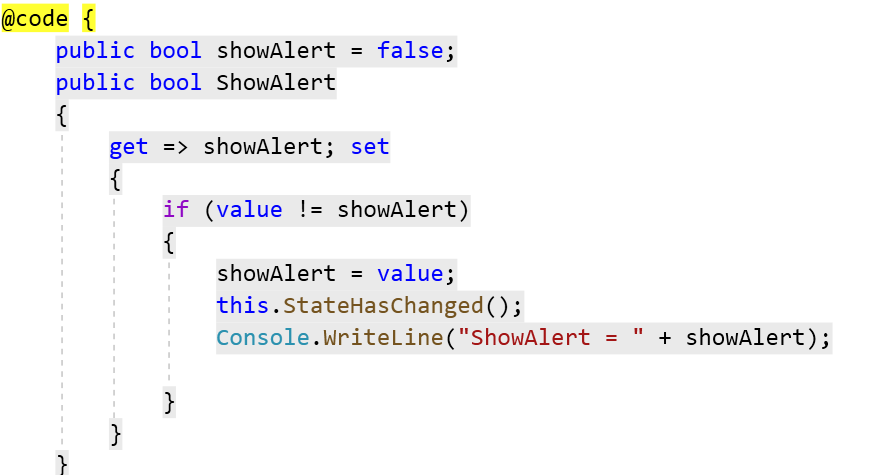 @code {
    public bool showAlert = false;
    public bool ShowAlert
    {
        get => showAlert; set
        {
            if (value != showAlert)
            {
                showAlert = value;
                this.StateHasChanged();
                Console.WriteLine("ShowAlert = " + showAlert);
            }
        }
    }